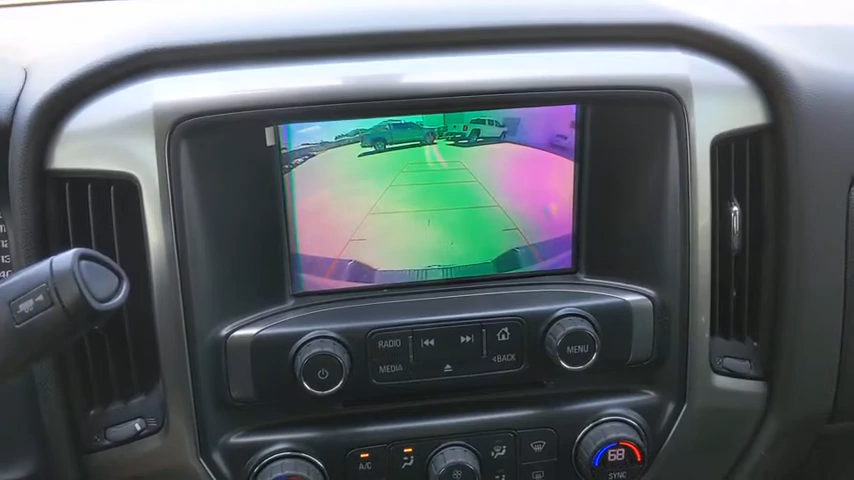 RADIO
MEDIA
BACK
MENU
A/C
68
SYNC